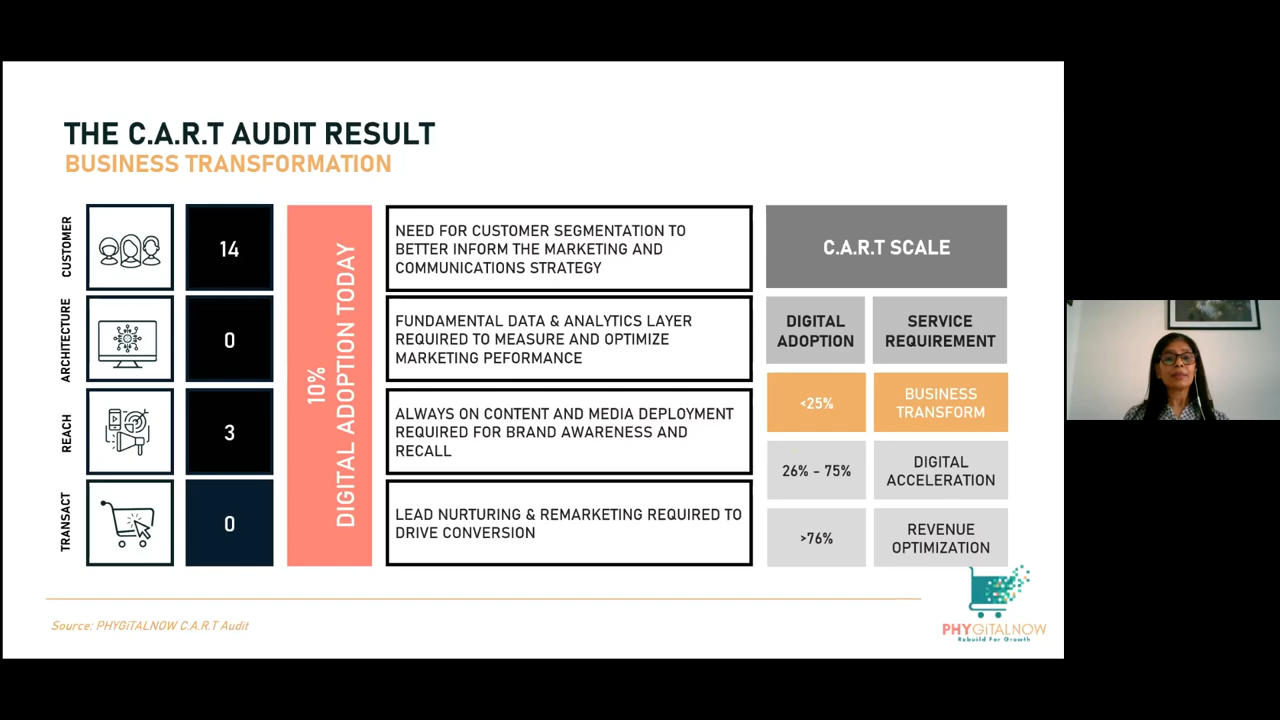 THE C.A.R.T AUDIT RESULT
BUSINESS TRANSFORMATION
CUSTOMER
14
NEED FOR CUSTOMER SEGMENTATION TO
BETTER INFORM THE MARKETING AND
COMMUNICATIONS STRATEGY
ARCHITECTURE
0
FUNDAMENTAL DATA & ANALYTICS LAYER
REQUIRED TO MEASURE AND OPTIMIZE
MARKETING PEFORMANCE
REACH
3
ALWAYS ON CONTENT AND MEDIA DEPLOYMENT
REQUIRED FOR BRAND AWARENESS AND
RECALL
TRANSACT
0
LEAD NURTURING & REMARKETING REQUIRED TO
DRIVE CONVERSION
10%
DIGITAL ADOPTION TODAY
C.A.R.T SCALE
DIGITAL
ADOPTION
SERVICE
REQUIREMENT
<25%
BUSINESS
TRANSFORM
26% - 75%
DIGITAL
ACCELERATION
>76%
REVENUE
OPTIMIZATION
Source: PHYGiTALNOW C.A.R.T Audit
PHYGiTALNOW
Rebuild For Growth